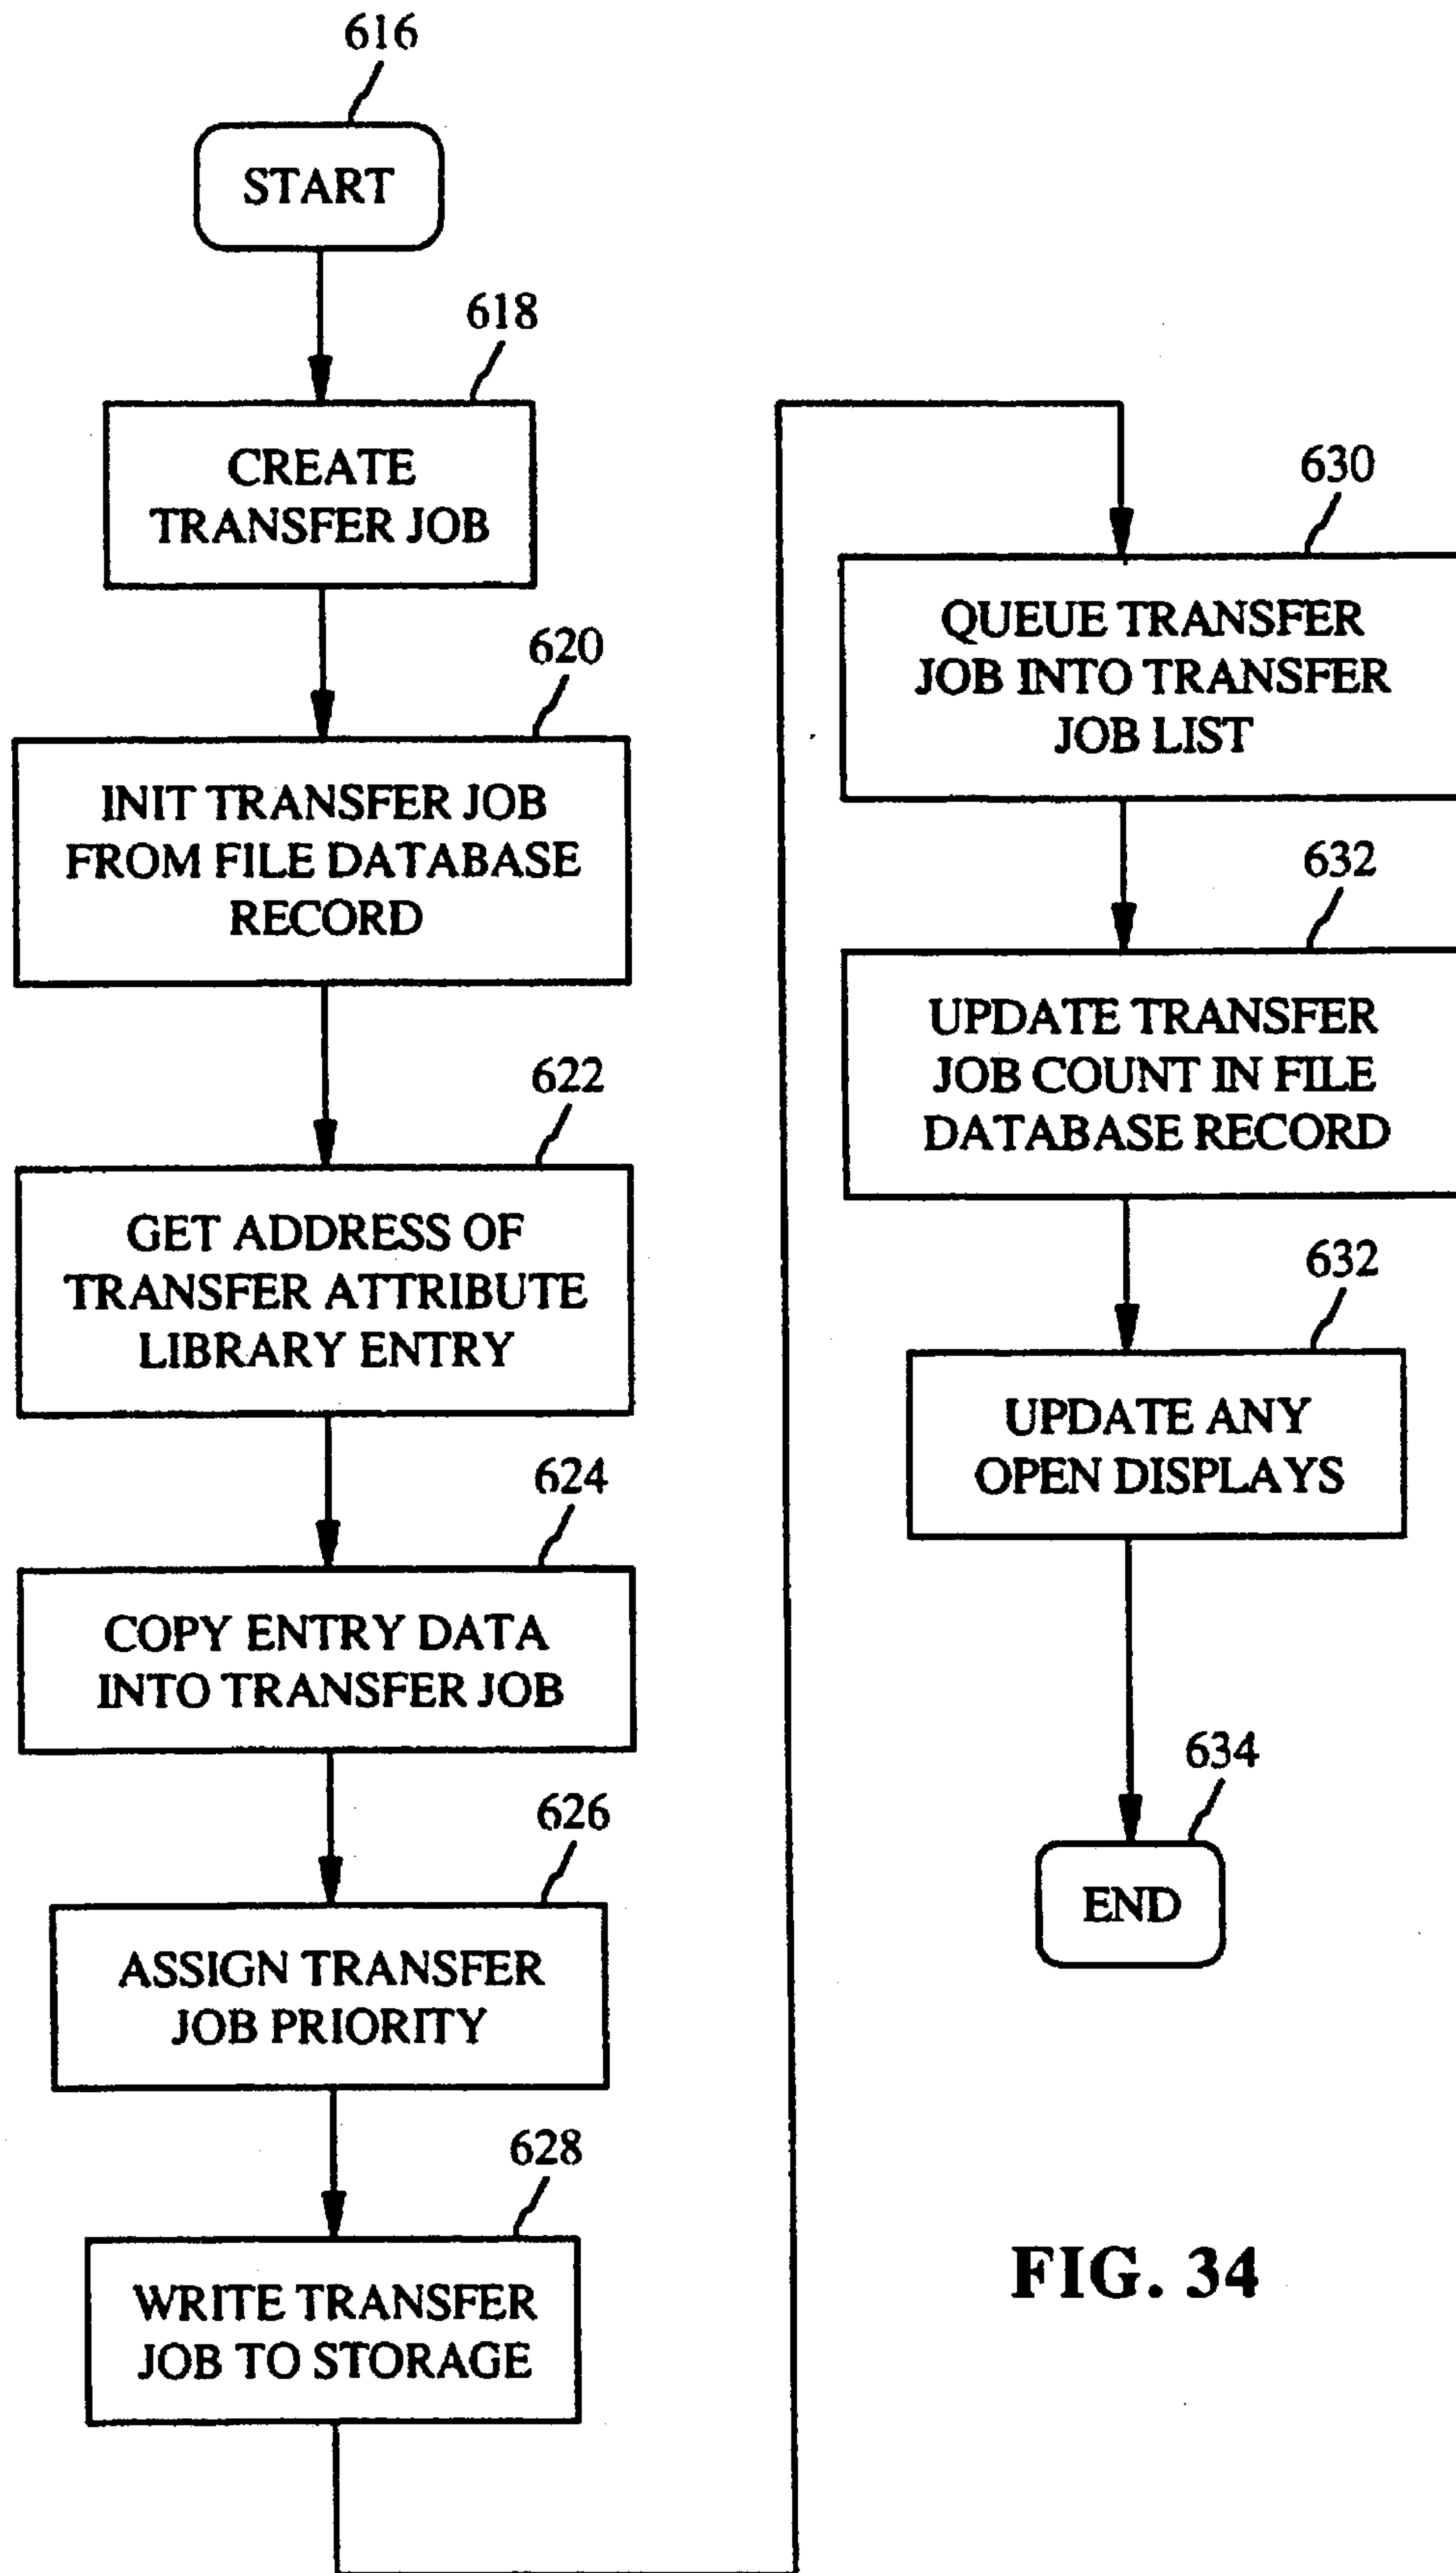 616
START
618
CREATE
TRANSFER JOB
620
INIT TRANSFER JOB
FROM FILE DATABASE
RECORD
622
GET ADDRESS OF
TRANSFER ATTRIBUTE
LIBRARY ENTRY
624
COPY ENTRY DATA
INTO TRANSFER JOB
626
ASSIGN TRANSFER
JOB PRIORITY
628
WRITE TRANSFER
JOB TO STORAGE
630
QUEUE TRANSFER
JOB INTO TRANSFER
JOB LIST
632
UPDATE TRANSFER
JOB COUNT IN FILE
DATABASE RECORD
632
UPDATE ANY
OPEN DISPLAYS
634
END
FIG. 34